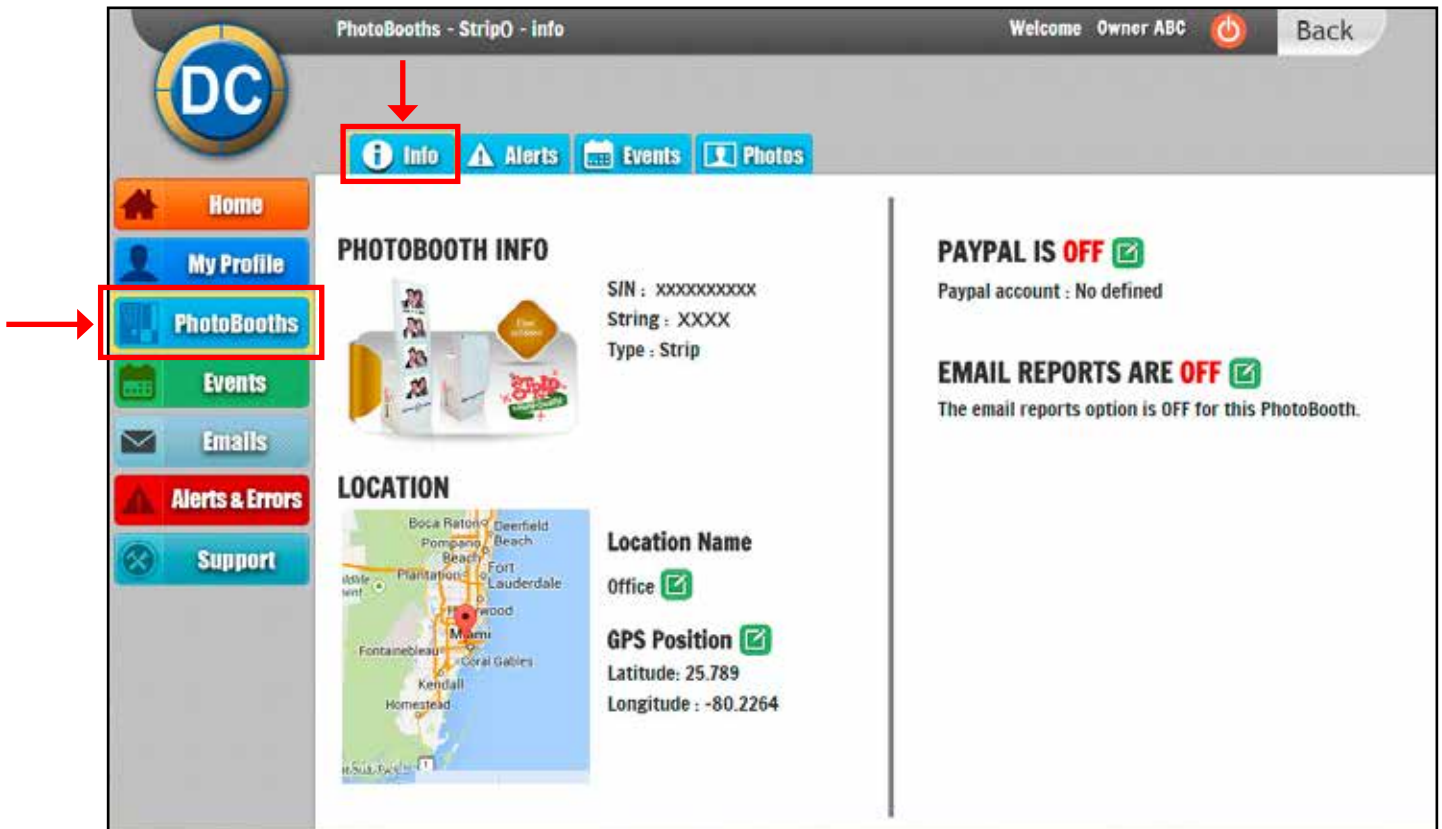 PhotoBooths - Strip() - info
Welcome Owner ABC
Back
DC
Info
Alerts
Events
Photos
Home
My Profile
PhotoBooths
Events
Emails
Alerts & Errors
Support
PHOTOBOOTH INFO
S/N : xxxxxxxxxx
String : XXXX
Type : Strip
LOCATION
Boca Raton
Deerfield
Beach
Pompano
Beach
Fort
Lauderdale
Plantation
Miami
Fontainebleau
Coral Gables
Kendall
Homestead
1
Location Name
Office
GPS Position
Latitude: 25.789
Longitude : -80.2264
PAYPAL IS OFF
Paypal account : No defined
EMAIL REPORTS ARE OFF
The email reports option is OFF for this PhotoBooth.